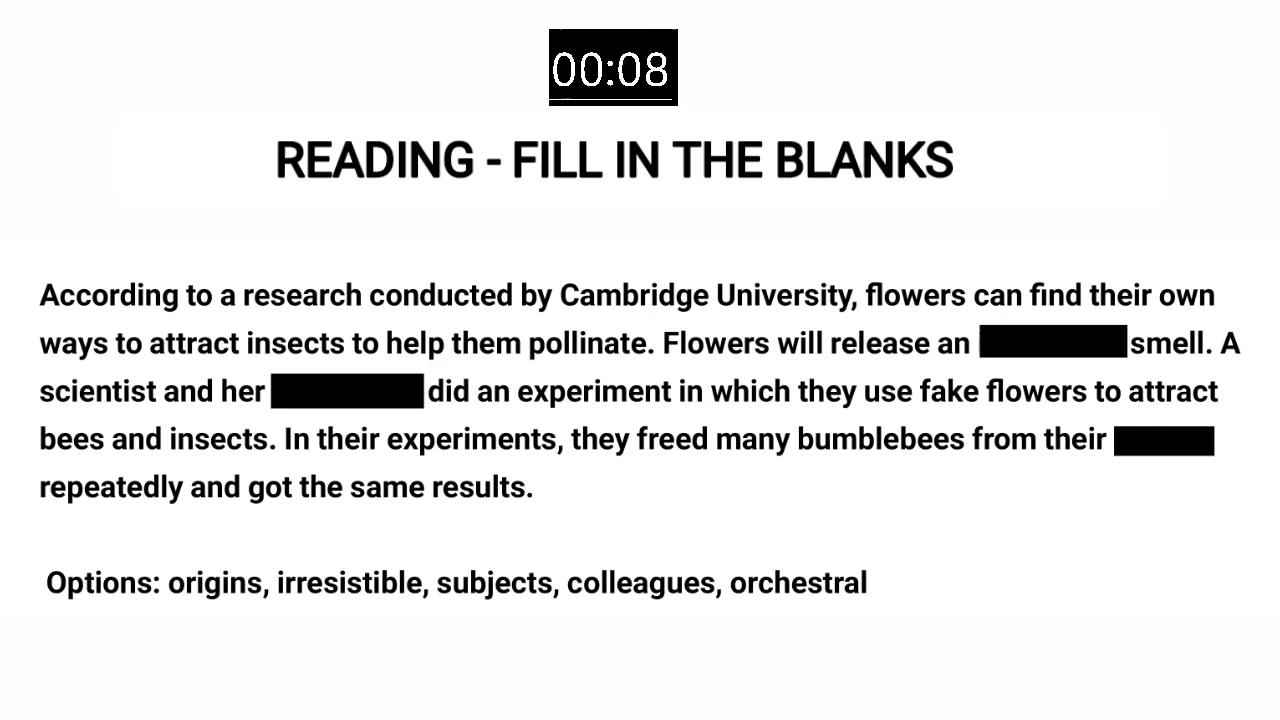 00:08
READING - FILL IN THE BLANKS
According to a research conducted by Cambridge University, flowers can find their own
ways to attract insects to help them pollinate. Flowers will release an smell. A
scientist and her did an experiment in which they use fake flowers to attract
bees and insects. In their experiments, they freed many bumblebees from their
repeatedly and got the same results.
Options: origins, irresistible, subjects, colleagues, orchestral